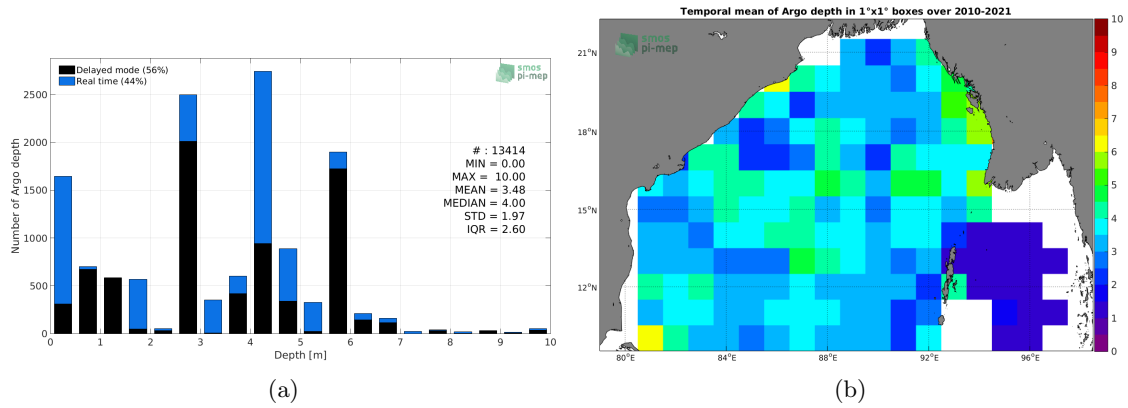 smos
pi-mep
Delayed mode (56%)
Real time (44%)
# : 13414
MIN = 0.00
MAX = 10.00
MEAN = 3.48
MEDIAN = 4.00
STD = 1.97
IQR = 2.60
Number of Argo depth
2500
2000
1500
1000
500
0
0 1 2 3 4 5 6 7 8 9 10
Depth [m]
(a)
Temporal mean of Argo depth in 1°x1° boxes over 2010-2021
smos
pi-mep
21°N
18°N
15°N
12°N
80°E 84°E 88°E 92°E 96°E
10
9
8
7
6
5
4
3
2
1
0
(b)